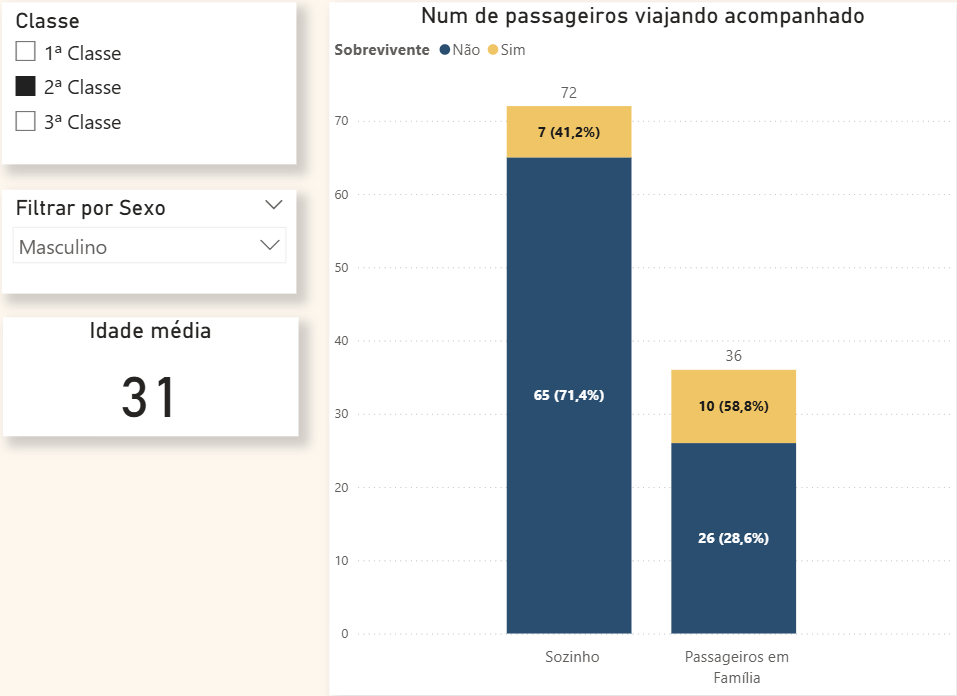 Classe
1ª Classe
2ª Classe
3ª Classe
Filtrar por Sexo
Masculino
Idade média
31
Num de passageiros viajando acompanhado
Sobrevivente Não Sim
72
70
7 (41,2%)
60
50
40
36
65 (71,4%)
10 (58,8%)
30
20
26 (28,6%)
10
0
Sozinho
Passageiros em
Família